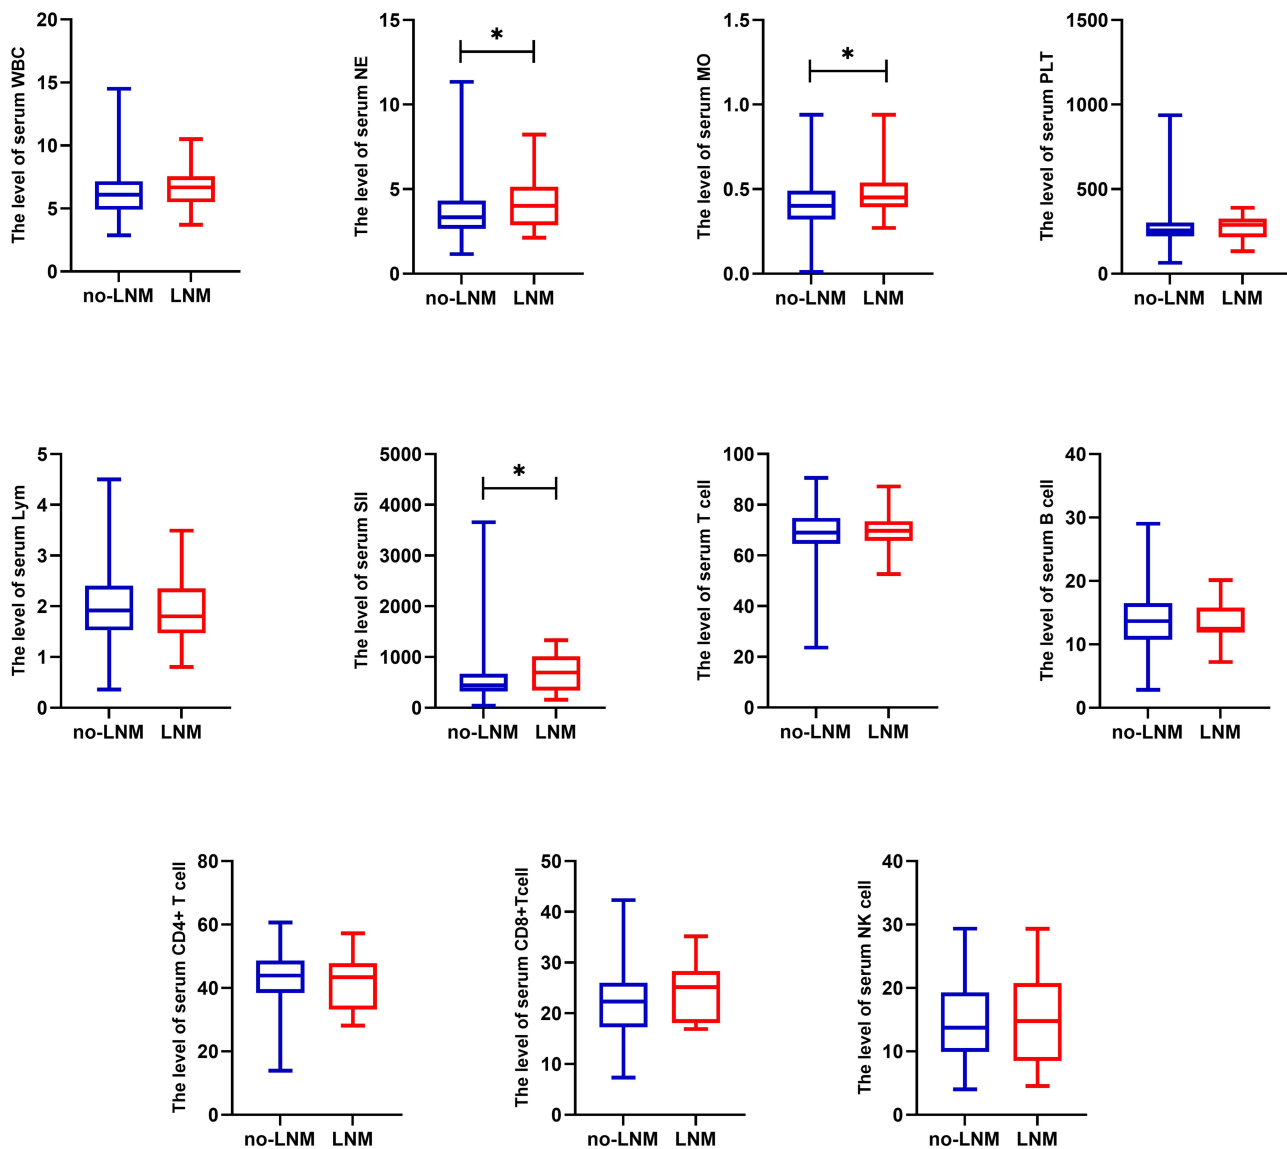 The level of serum WBC
20
15
10
5
0
no-LNM LNM
The level of serum NE
15
10
5
0
*
no-LNM LNM
The level of serum MO
1.5
1.0
0.5
0.0
*
no-LNM LNM
The level of serum PLT
1500
1000
500
0
no-LNM LNM
The level of serum Lym
5
4
3
2
1
0
no-LNM LNM
The level of serum SII
5000
4000
3000
2000
1000
0
*
no-LNM LNM
The level of serum T cell
100
80
60
40
20
0
no-LNM LNM
The level of serum B cell
40
30
20
10
0
no-LNM LNM
The level of serum CD4+ T cell
80
60
40
20
0
no-LNM LNM
The level of serum CD8+Tcell
50
40
30
20
10
0
no-LNM LNM
The level of serum NK cell
40
30
20
10
0
no-LNM LNM